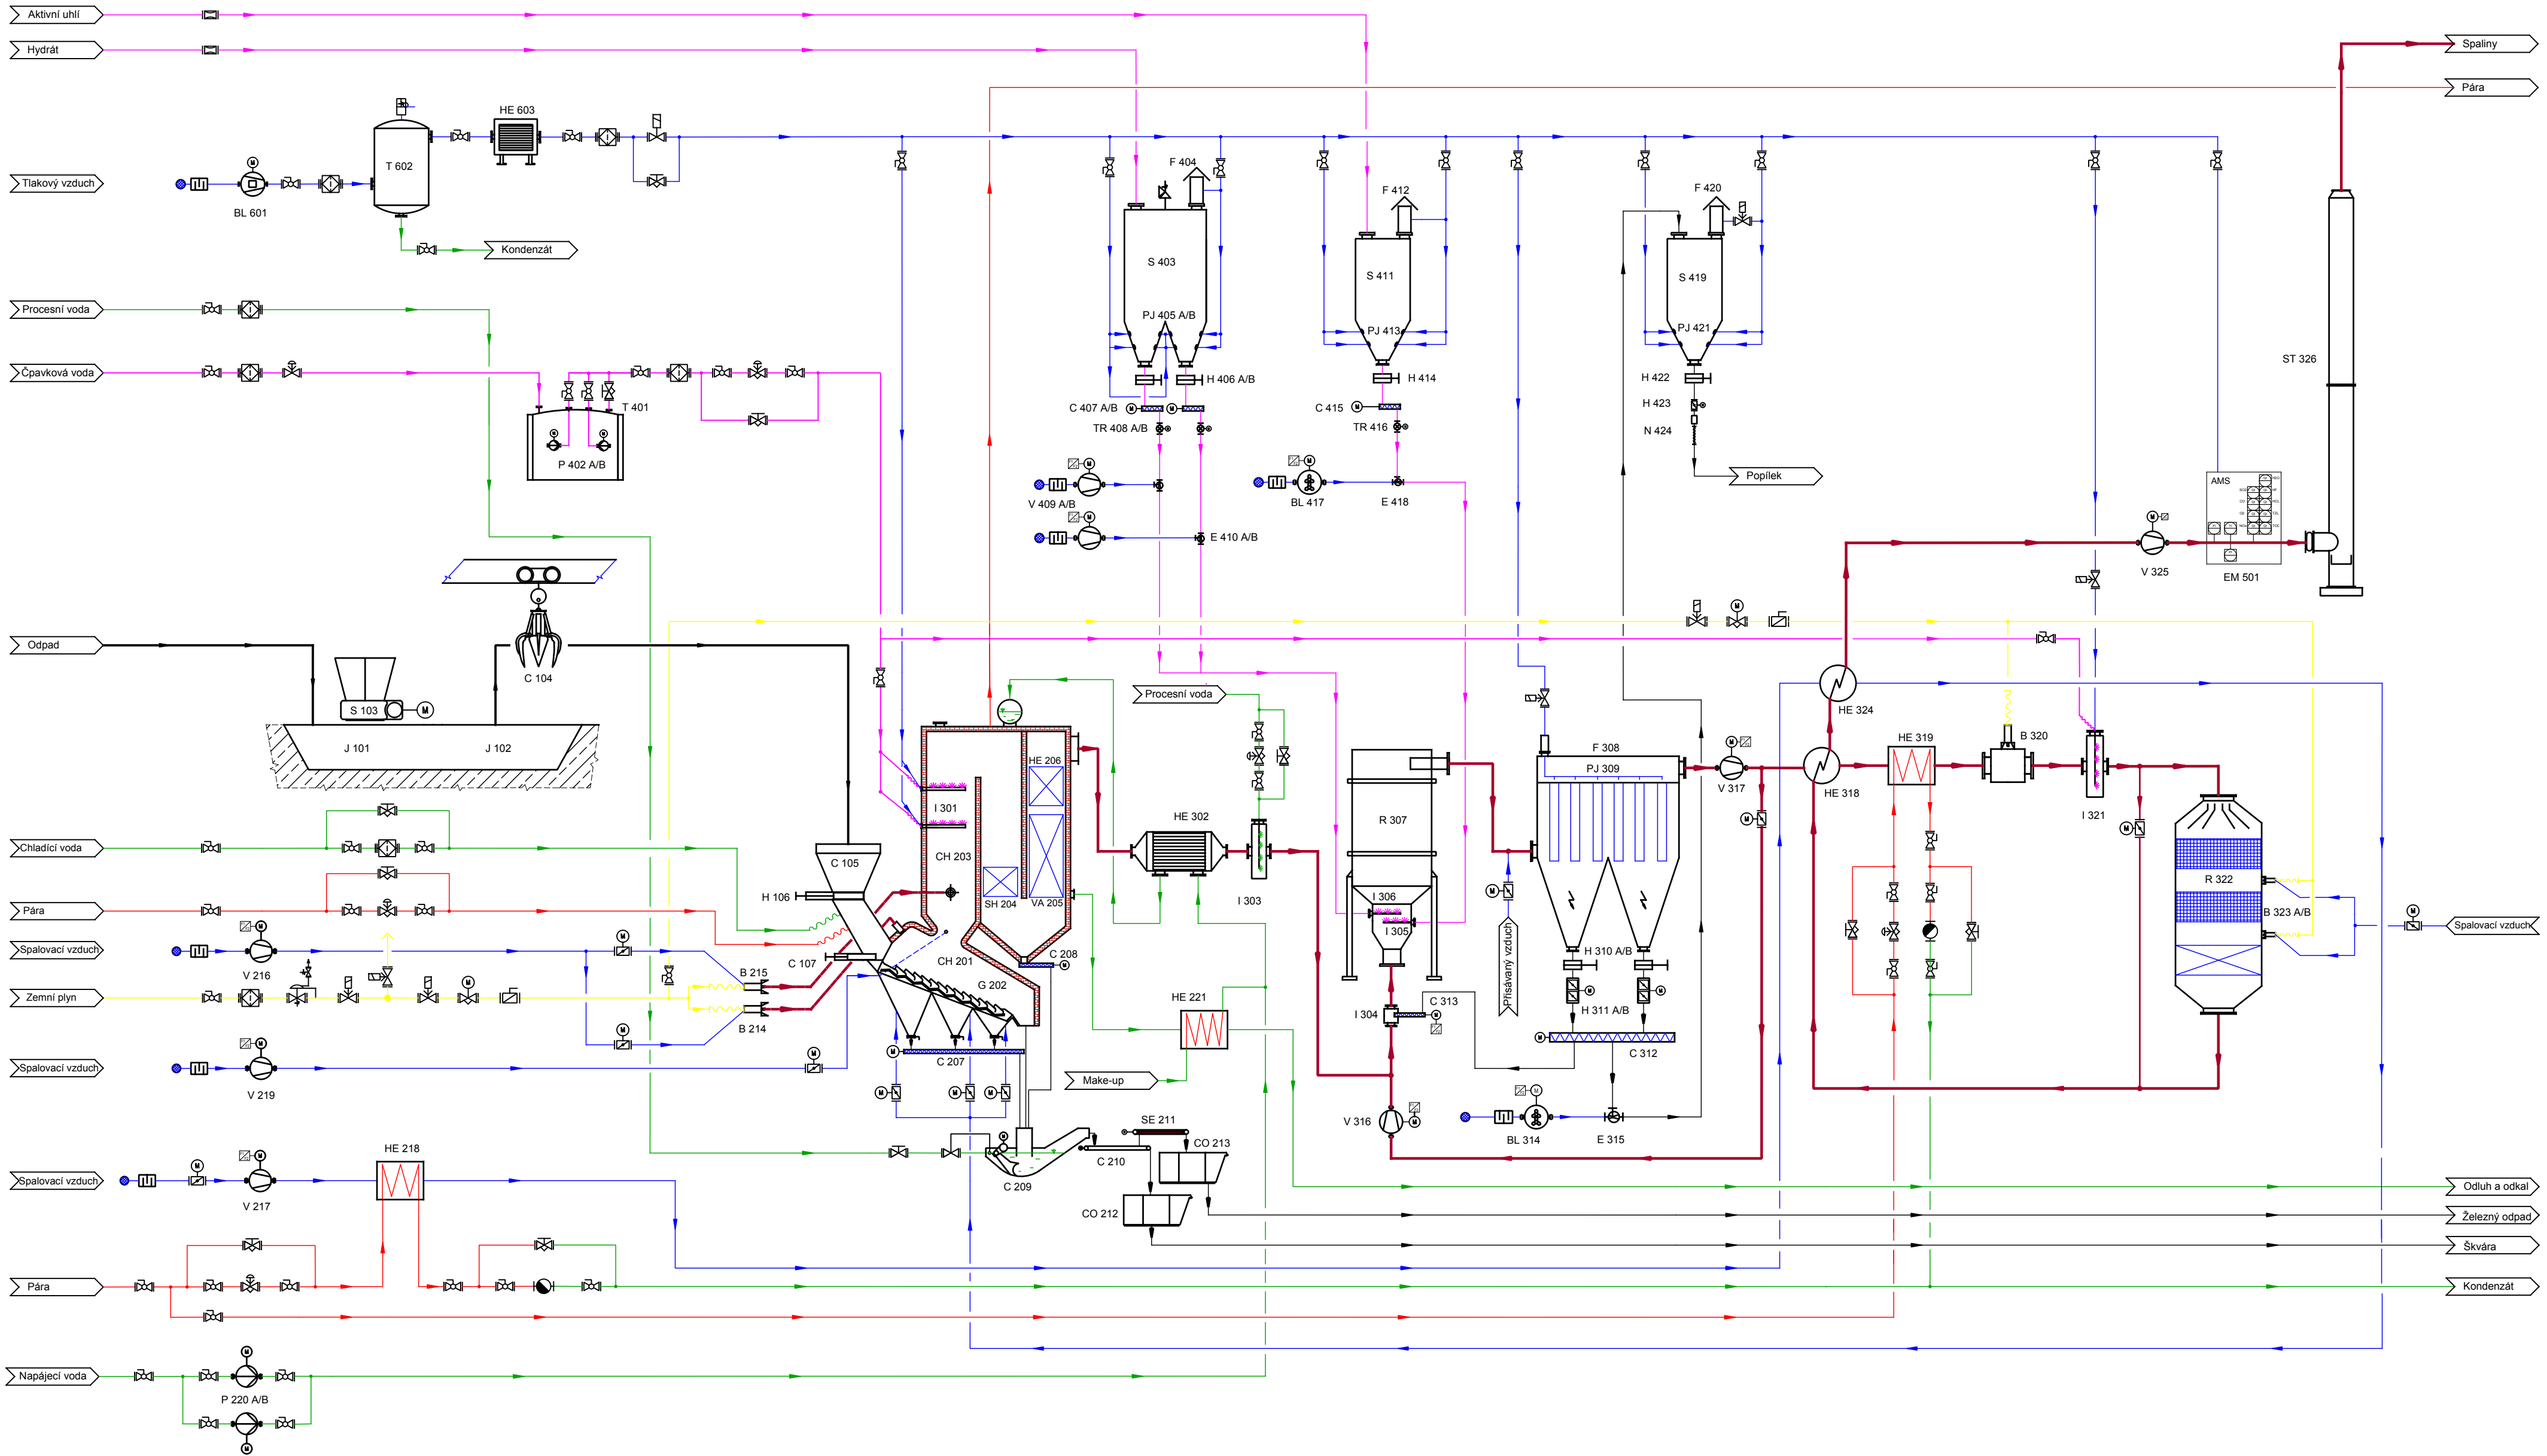 Aktivní uhlí
Hydrát
Spaliny
Pára
HE 603
T 602
Tlakový vzduch
BL 601
Kondenzát
F 404
F 412
F 420
S 403
S 411
S 419
PJ 405 A/B
PJ 413
PJ 421
Procesní voda
Čpavková voda
T 401
P 402 A/B
H 406 A/B
C 407 A/B
TR 408 A/B
V 409 A/B
E 410 A/B
H 414
C 415
TR 416
BL 417
E 418
H 422
H 423
N 424
Popílek
ST 326
AMS
EM 501
V 325
Odpad
C 104
S 103
M
J 101
J 102
Procesní voda
HE 324
HE 318
HE 319
B 320
I 321
HE 206
I 301
CH 203
SH 204
VA 205
HE 302
I 303
R 307
I 306
I 305
F 308
PJ 309
V 317
R 322
B 323 A/B
Spalovací vzduch
Chladící voda
C 105
H 106
Pára
Spalovací vzduch
V 216
C 107
CH 201
C 208
G 202
B 215
B 214
Zemní plyn
HE 221
I 304
C 313
Přisávaný vzduch
H 310 A/B
H 311 A/B
C 312
Spalovací vzduch
V 219
C 207
Make-up
V 316
BL 314
E 315
SE 211
CO 213
C 210
C 209
CO 212
Spalovací vzduch
V 217
HE 218
Odluh a odkal
Železný odpad
Škvára
Pára
Kondenzát
Napájecí voda
P 220 A/B